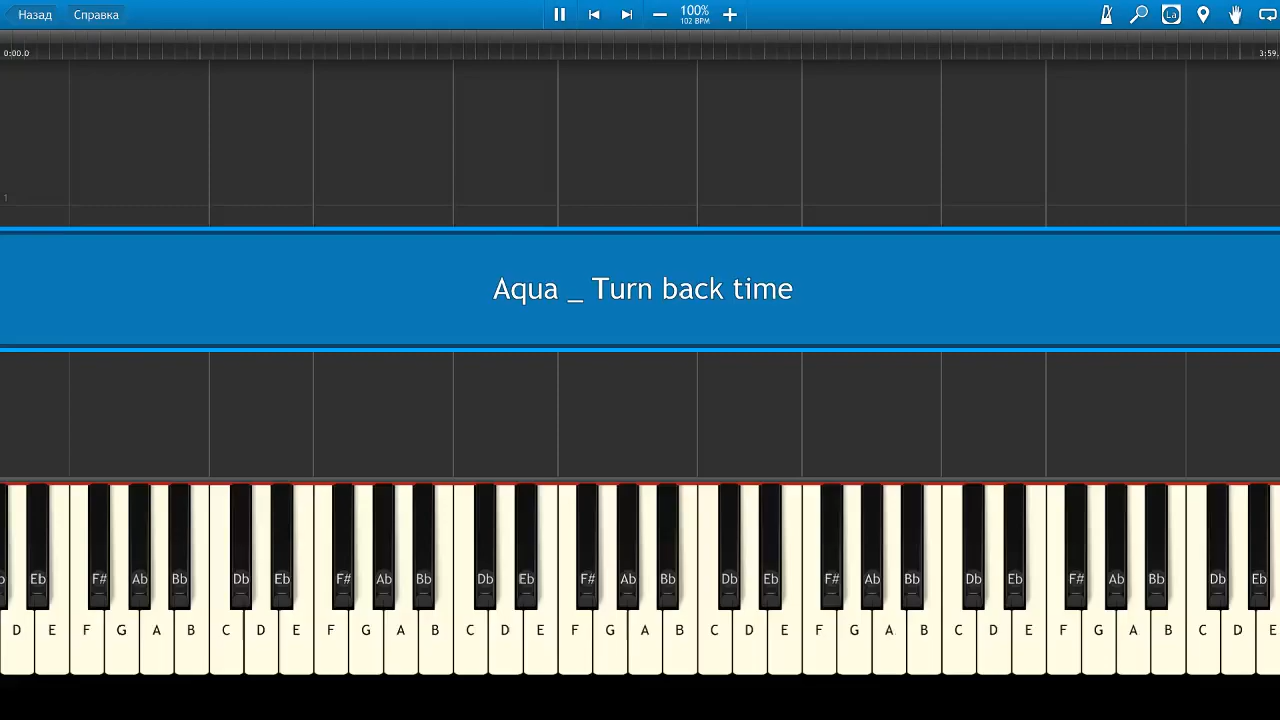 Назад Справка 100% La
102 BPM
0:00.0 3:59.
1
Aqua _ Turn back time
Eb F# Ab Bb Db Eb F# Ab Bb Db Eb F# Ab Bb Db Eb F# Ab Bb Db Eb F# Ab Bb Db Eb
D E F G A B C D E F G A B C D E F G A B C D E F G A B C D E F G A B C D E